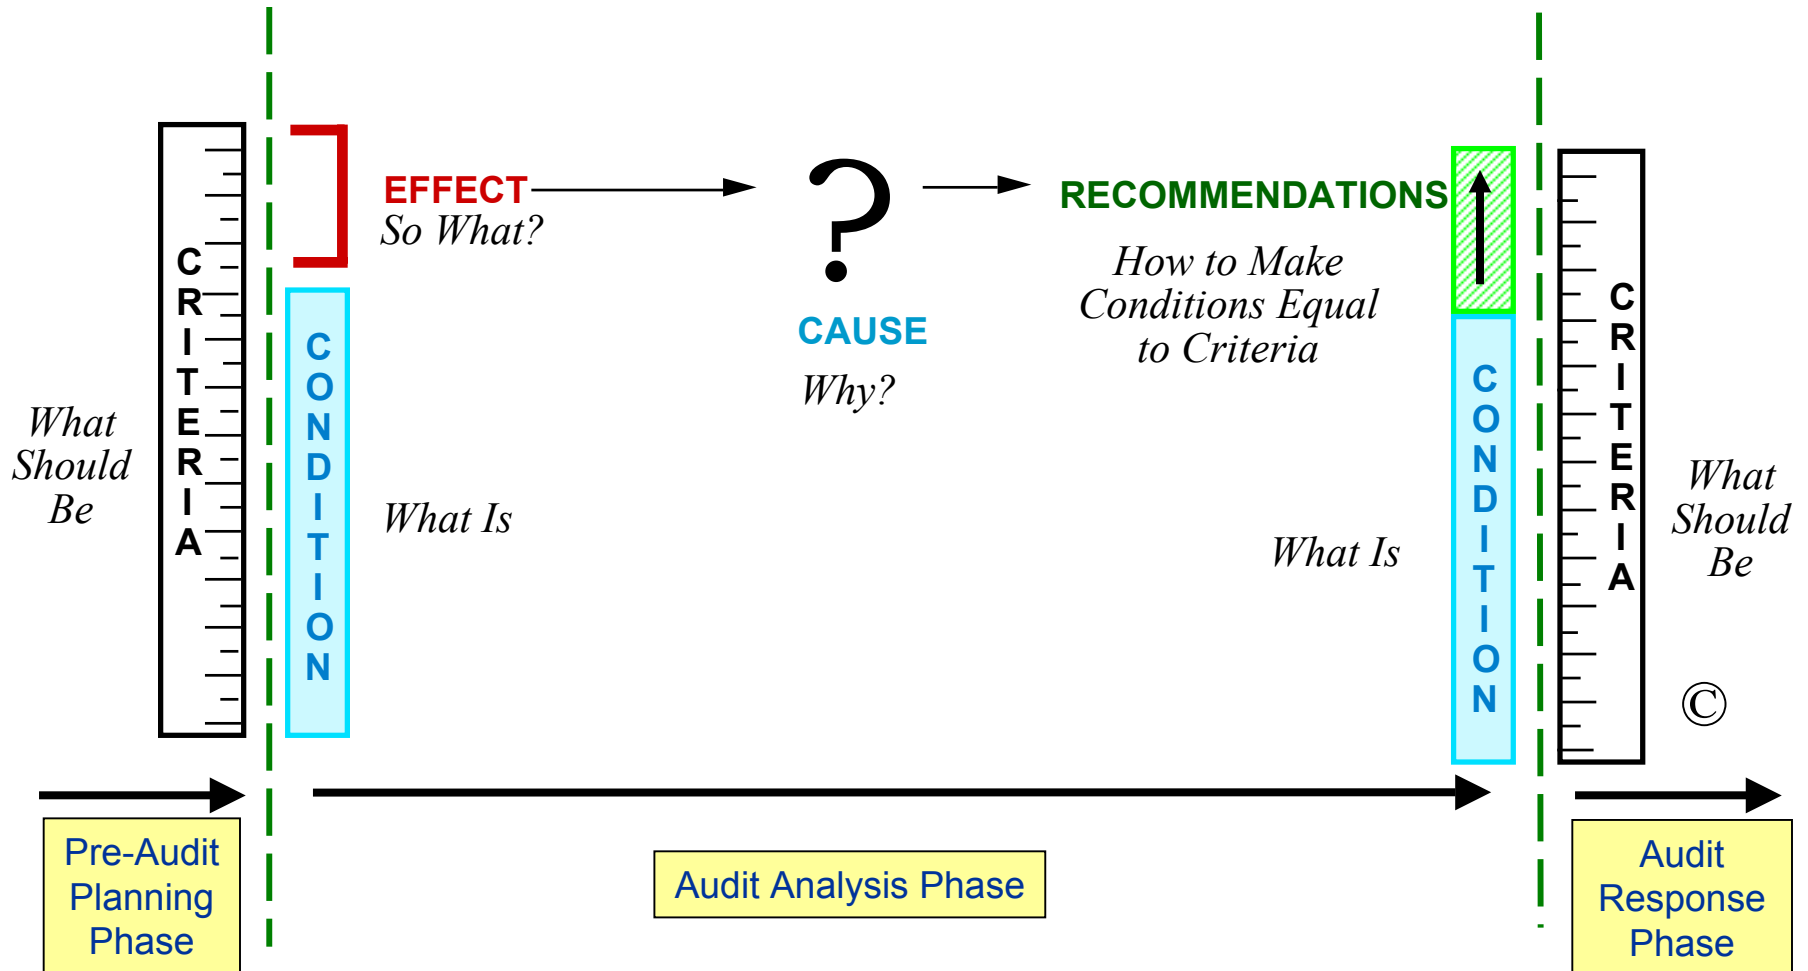 CRITERIA
What
Should
Be
CONDITION
What Is
EFFECT
So What?
?
CAUSE
Why?
RECOMMENDATIONS
How to Make
Conditions Equal
to Criteria
What Is
CONDITION
CRITERIA
What
Should
Be
©
Pre-Audit
Planning
Phase
Audit Analysis Phase
Audit
Response
Phase